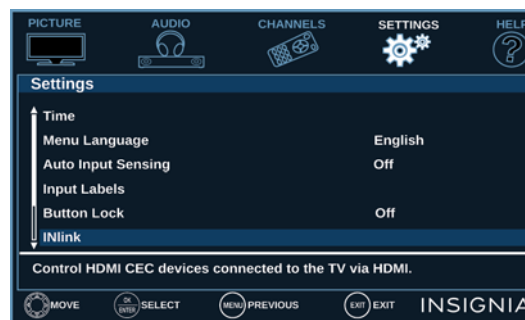 PICTURE AUDIO CHANNELS SETTINGS HELP
Settings
Time
Menu Language English
Auto Input Sensing Off
Input Labels
Button Lock Off
INlink
Control HDMI CEC devices connected to the TV via HDMI.
MOVE OK ENTER SELECT MENU PREVIOUS EXIT EXIT INSIGNIA